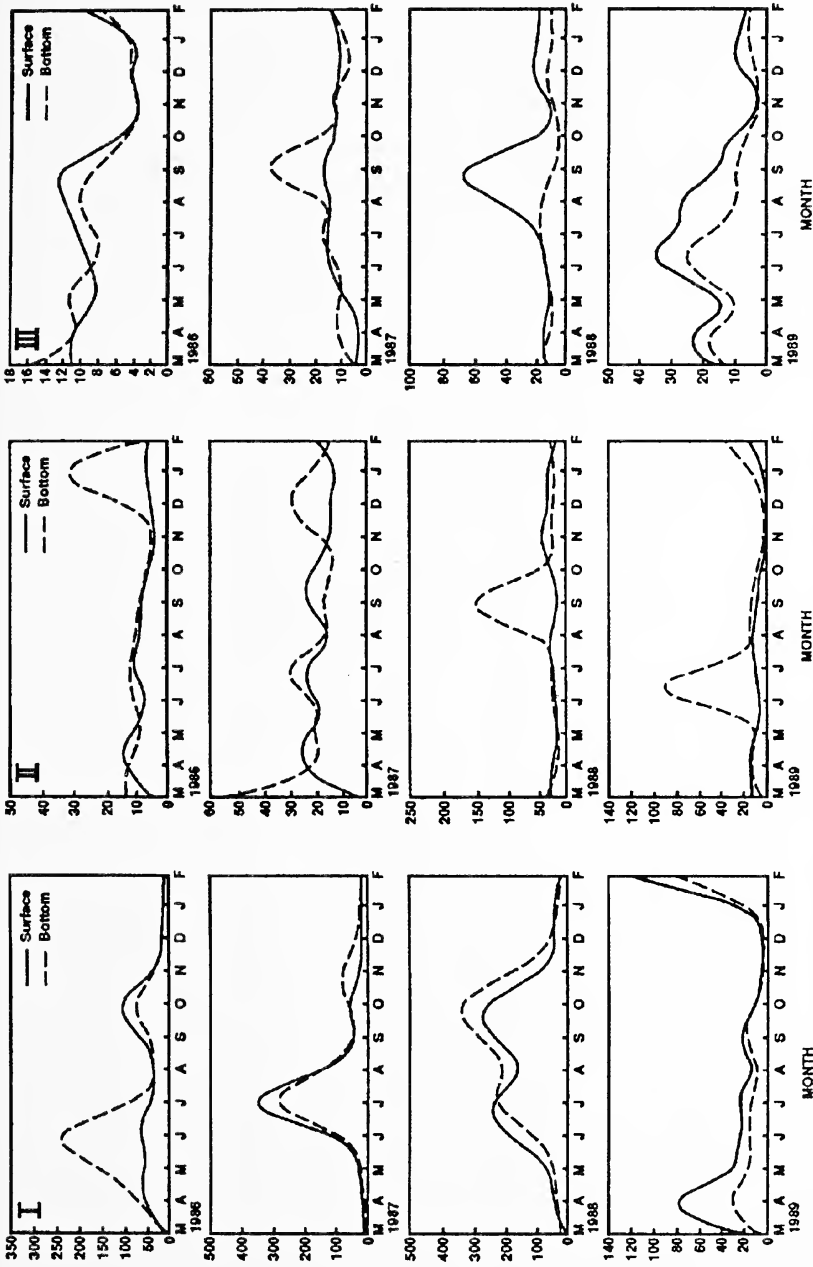 I
Surface
Bottom
350 300 250 200 150 100 50 0
M A M J J A S O N D J F
1986
500 400 300 200 100 0
M A M J J A S O N D J F
1987
500 400 300 200 100 0
M A M J J A S O N D J F
1988
140 120 100 80 60 40 20 0
M A M J J A S O N D J F
1989
MONTH
II
Surface
Bottom
50 40 30 20 10 0
M A M J J A S O N D J F
1986
60 50 40 30 20 10 0
M A M J J A S O N D J F
1987
250 200 150 100 50 0
M A M J J A S O N D J F
1988
140 120 100 80 60 40 20 0
M A M J J A S O N D J F
1989
MONTH
III
Surface
Bottom
18 16 14 12 10 8 6 4 2 0
M A M J J A S O N D J F
1986
60 50 40 30 20 10 0
M A M J J A S O N D J F
1987
100 80 60 40 20 0
M A M J J A S O N D J F
1988
50 40 30 20 10 0
M A M J J A S O N D J F
1989
MONTH